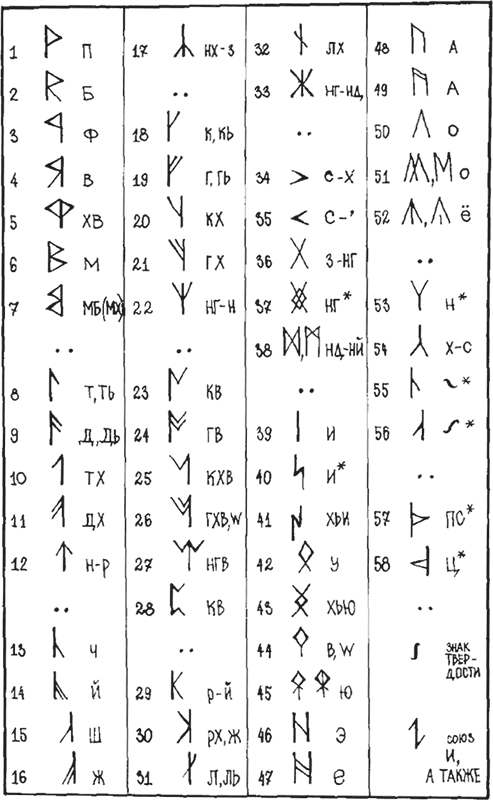 1 П
2 Б
3 Ф
4 В
5 ХВ
6 М
7 МБ(МХ)
..
8 Т,ТЬ
9 Д,ДЬ
10 ТХ
11 ДХ
12 Н-Р
..
13 Ч
14 Й
15 Ш
16 Ж
17 НХ-З
..
18 К,КЬ
19 Г,ГЬ
20 КХ
21 ГХ
22 НГ-Н
..
23 КВ
24 ГВ
25 КХВ
26 ГХВ,W
27 НГВ
28 КВ
..
29 Р-Й
30 РХ,Ж
31 Л,ЛЬ
32 ЛХ
33 НГ-НД
..
34 С-Х
35 С-’
36 З-НГ
37 НГ*
38 НД-НЙ
..
39 И
40 И*
41 ХЬИ
42 У
43 ХЬЮ
44 В,W
45 Ю
46 Э
47 Е
48 А
49 А
50 О
51 О
52 Ё
..
53 Н*
54 Х-С
55 ~*
56 *
..
57 ПС*
58 Ц*
..
ЗНАК
ТВЕР-
ДОСТИ
СОЮЗ
И,
А ТАКЖЕ